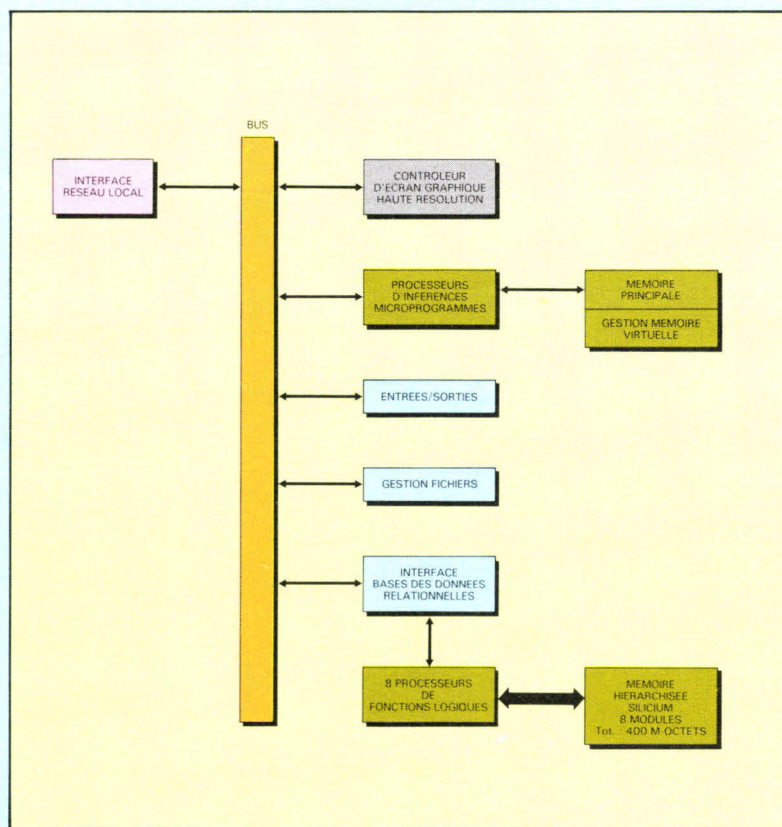 BUS
INTERFACE
RESEAU LOCAL
CONTROLEUR
D'ECRAN GRAPHIQUE
HAUTE RESOLUTION
PROCESSEURS
D'INFERENCES
MICROPROGRAMMES
MEMOIRE
PRINCIPALE
GESTION MEMOIRE
VIRTUELLE
ENTREES/SORTIES
GESTION FICHIERS
INTERFACE
BASES DES DONNEES
RELATIONNELLES
8 PROCESSEURS
DE
FONCTIONS LOGIQUES
MEMOIRE
HIERARCHISEE
SILICIUM
8 MODULES
Tot. 400 M-OCTETS